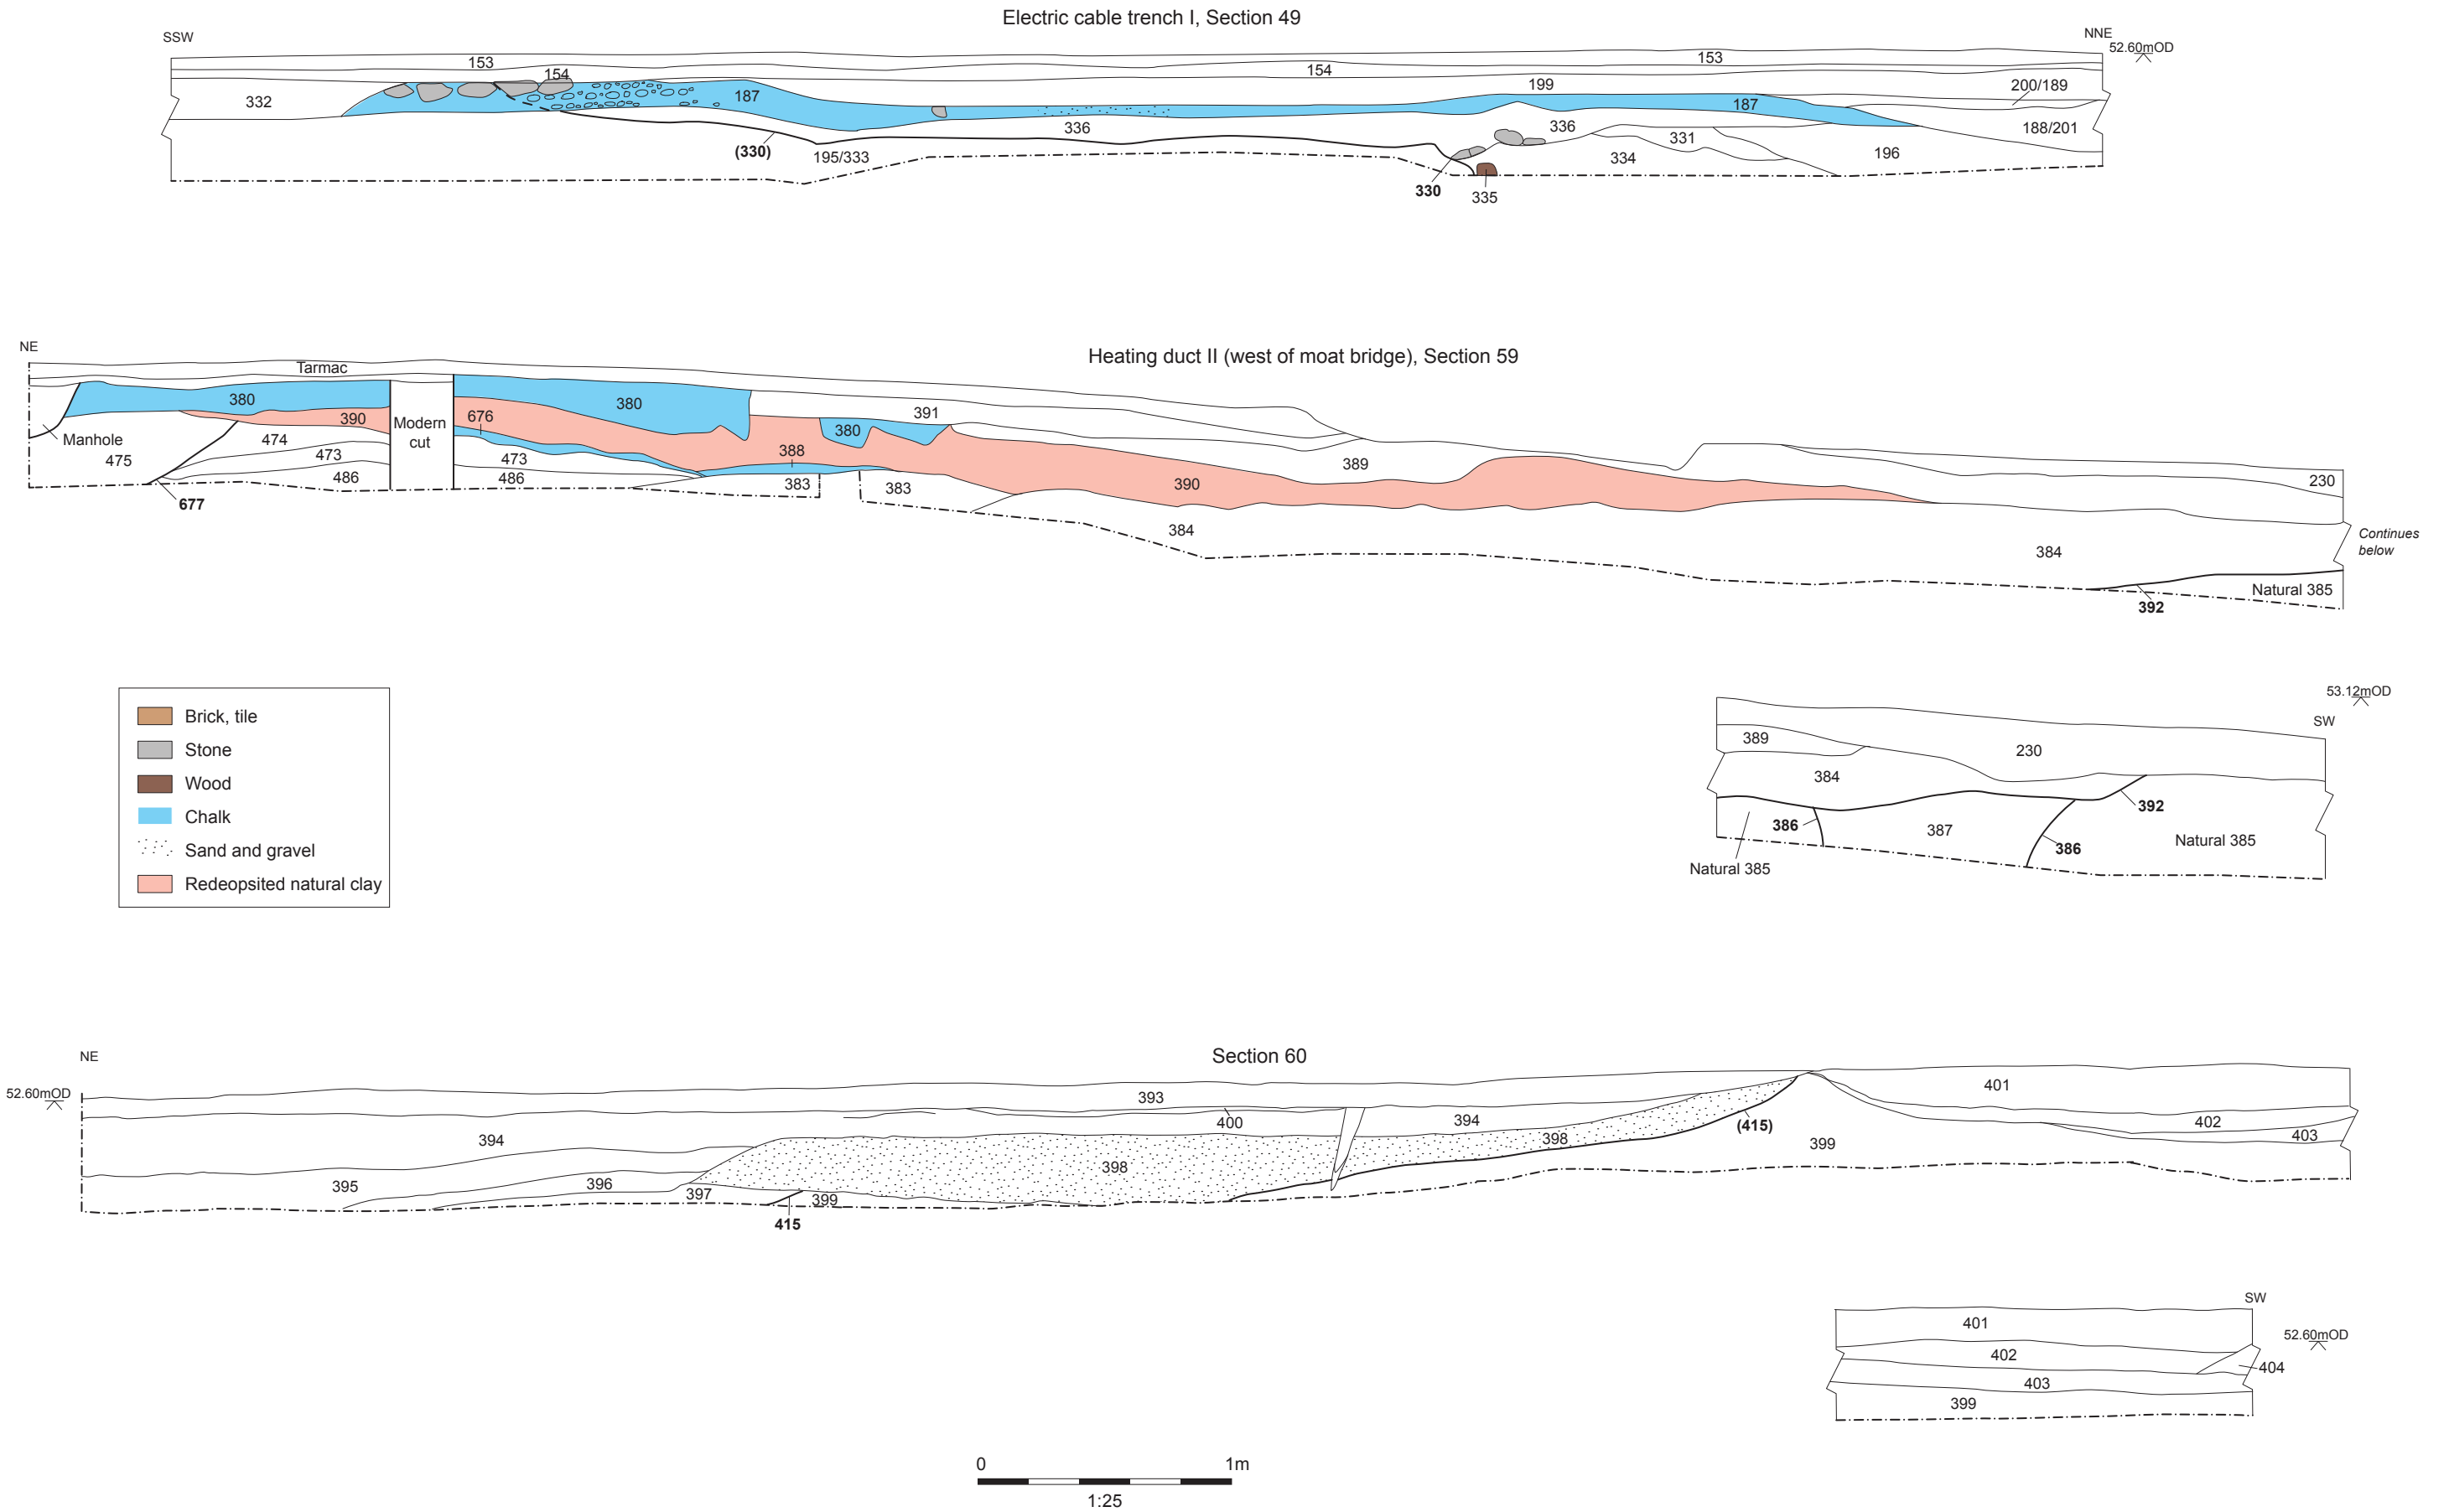 Electric cable trench I, Section 49
SSW
NNE
52.60mOD
153
153
154
154
199
200/189
332
187
187
188/201
336
336
331
(330)
195/333
334
196
330
335
NE
Heating duct II (west of moat bridge), Section 59
Tarmac
380
380
391
390
676
Modern
cut
380
Manhole
474
388
475
473
473
389
486
486
383
383
390
230
677
384
384
Continues
below
Natural 385
392
Brick, tile
Stone
Wood
Chalk
Sand and gravel
Redeopsited natural clay
53.12mOD
SW
389
230
384
392
386
387
386
Natural 385
Natural 385
NE
Section 60
52.60mOD
393
401
400
394
394
402
(415)
403
398
398
399
395
396
397
399
415
SW
401
52.60mOD
402
404
403
399
0
1m
1:25